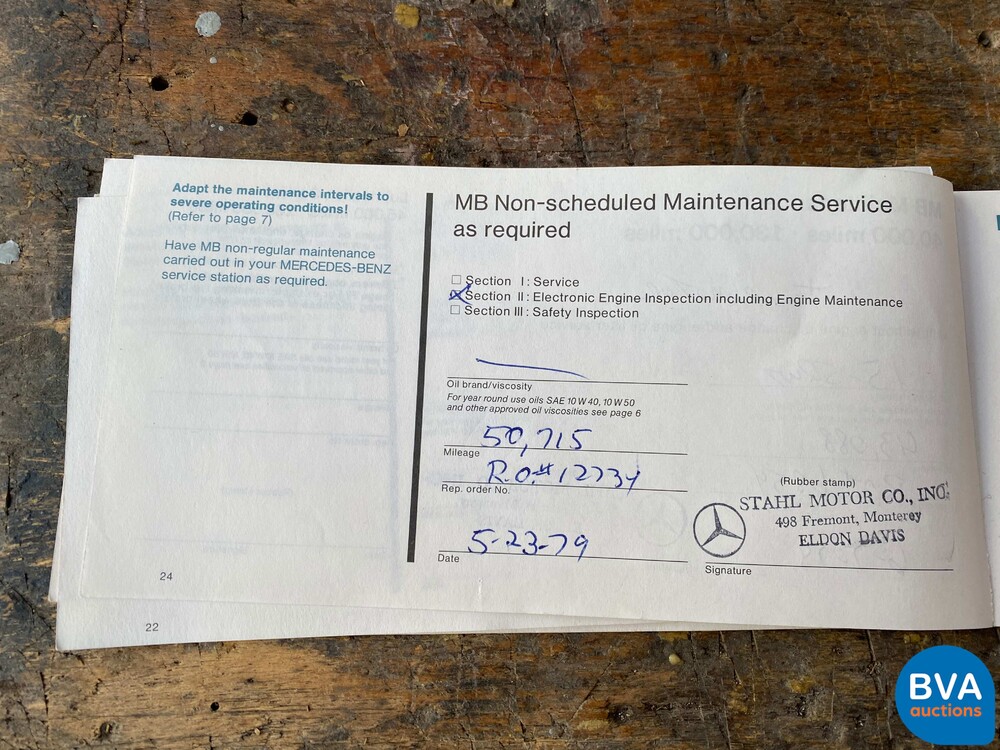 Adapt the maintenance intervals to
severe operating conditions!
(Refer to page 7)
Have MB non-regular maintenance
carried out in your MERCEDES-BENZ
service station as required.
24
22
MB Non-scheduled Maintenance Service
as required
Section I: Service
Section II: Electronic Engine Inspection including Engine Maintenance
Section III: Safety Inspection
Oil brand/viscosity
For year round use oils SAE 10 W 40, 10 W 50
and other approved oil viscosities see page 6
50,715
Mileage
R.O.# 12734
Rep. order No.
5-23-79
Date
(Rubber stamp)
STAHL MOTOR CO., INC.
498 Fremont, Monterey
ELDON DAVIS
Signature
BVA
auctions